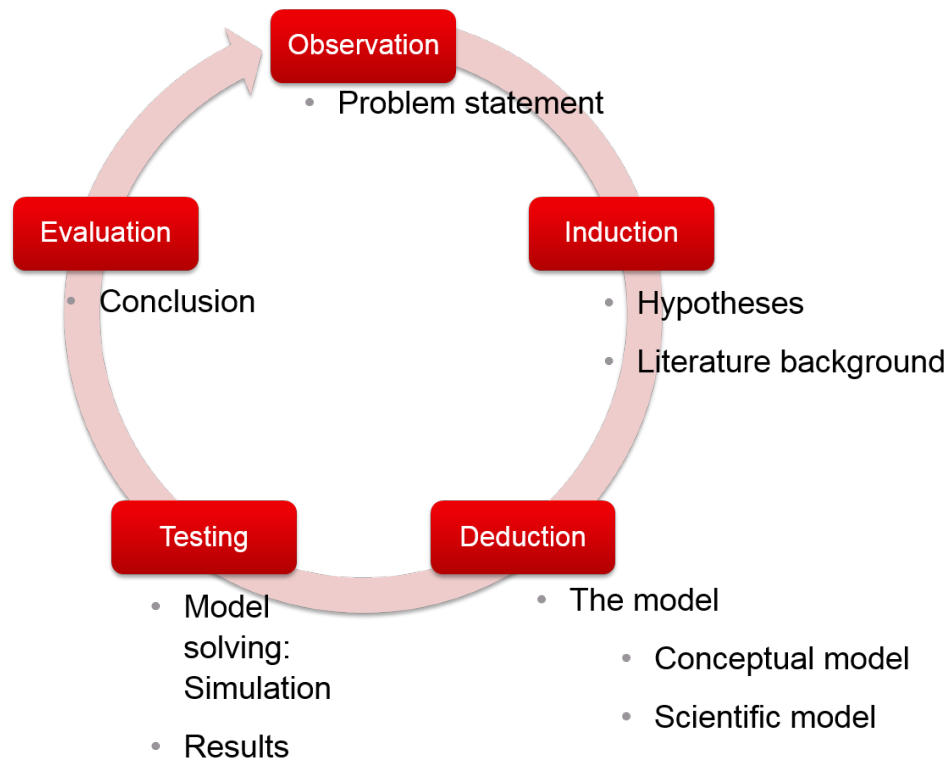 Observation
• Problem statement
Induction
• Hypotheses
• Literature background
Deduction
• The model
• Conceptual model
• Scientific model
Testing
• Model
solving:
Simulation
• Results
Evaluation
• Conclusion